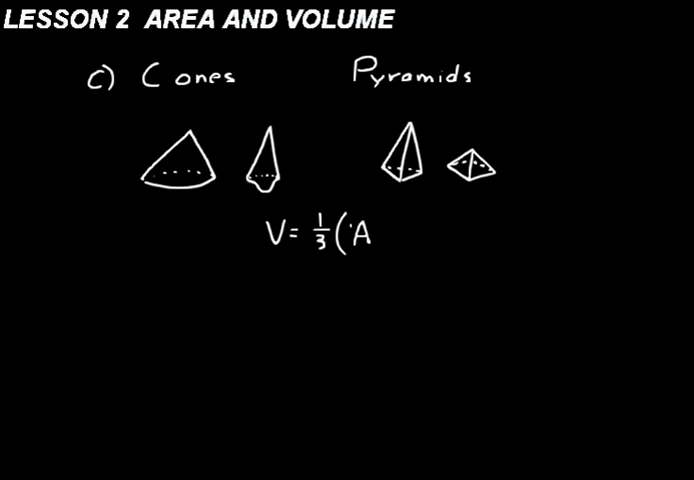 LESSON 2 AREA AND VOLUME
c) Cones Pyramids
V = 1/3 (A